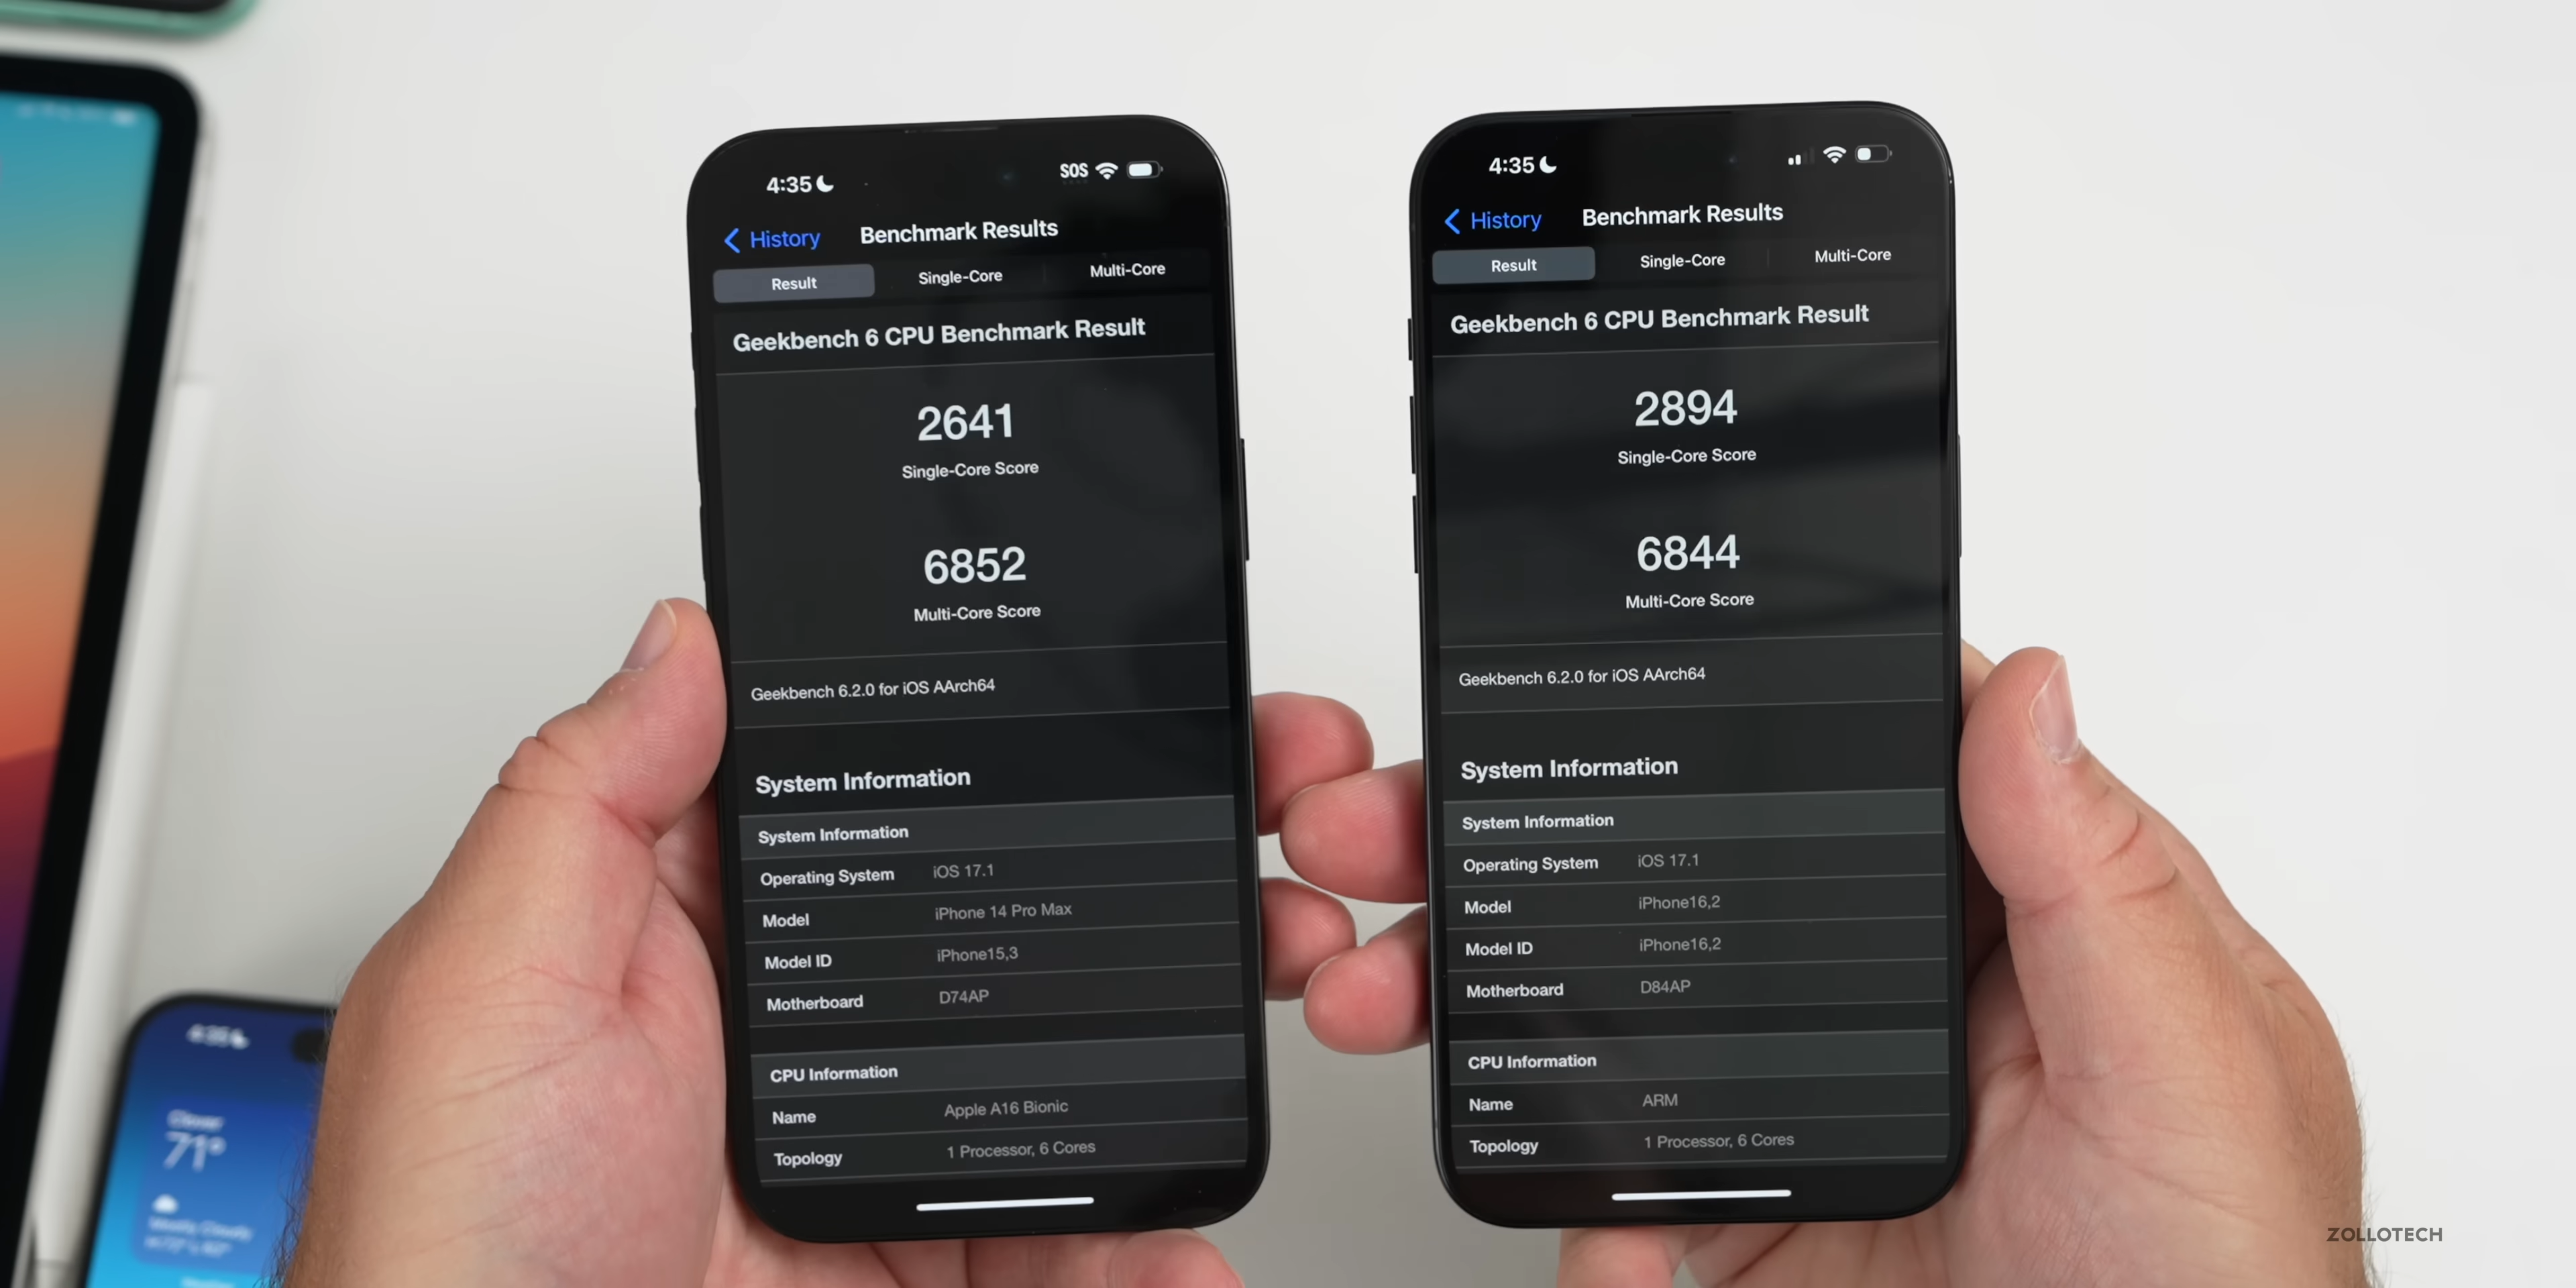 4:35
SOS
History
Benchmark Results
Result
Single-Core
Multi-Core
Geekbench 6 CPU Benchmark Result
2641
Single-Core Score
6852
Multi-Core Score
Geekbench 6.2.0 for iOS AArch64
System Information
System Information
Operating System iOS 17.1
Model iPhone 14 Pro Max
Model ID iPhone15,3
Motherboard D74AP
CPU Information
Name Apple A16 Bionic
Topology 1 Processor, 6 Cores
4:35
History
Benchmark Results
Result
Single-Core
Multi-Core
Geekbench 6 CPU Benchmark Result
2894
Single-Core Score
6844
Multi-Core Score
Geekbench 6.2.0 for iOS AArch64
System Information
System Information
Operating System iOS 17.1
Model iPhone16,2
Model ID iPhone16,2
Motherboard D84AP
CPU Information
Name ARM
Topology 1 Processor, 6 Cores
4:35
Clover
71°
Mostly Cloudy
ZOLLOTECH